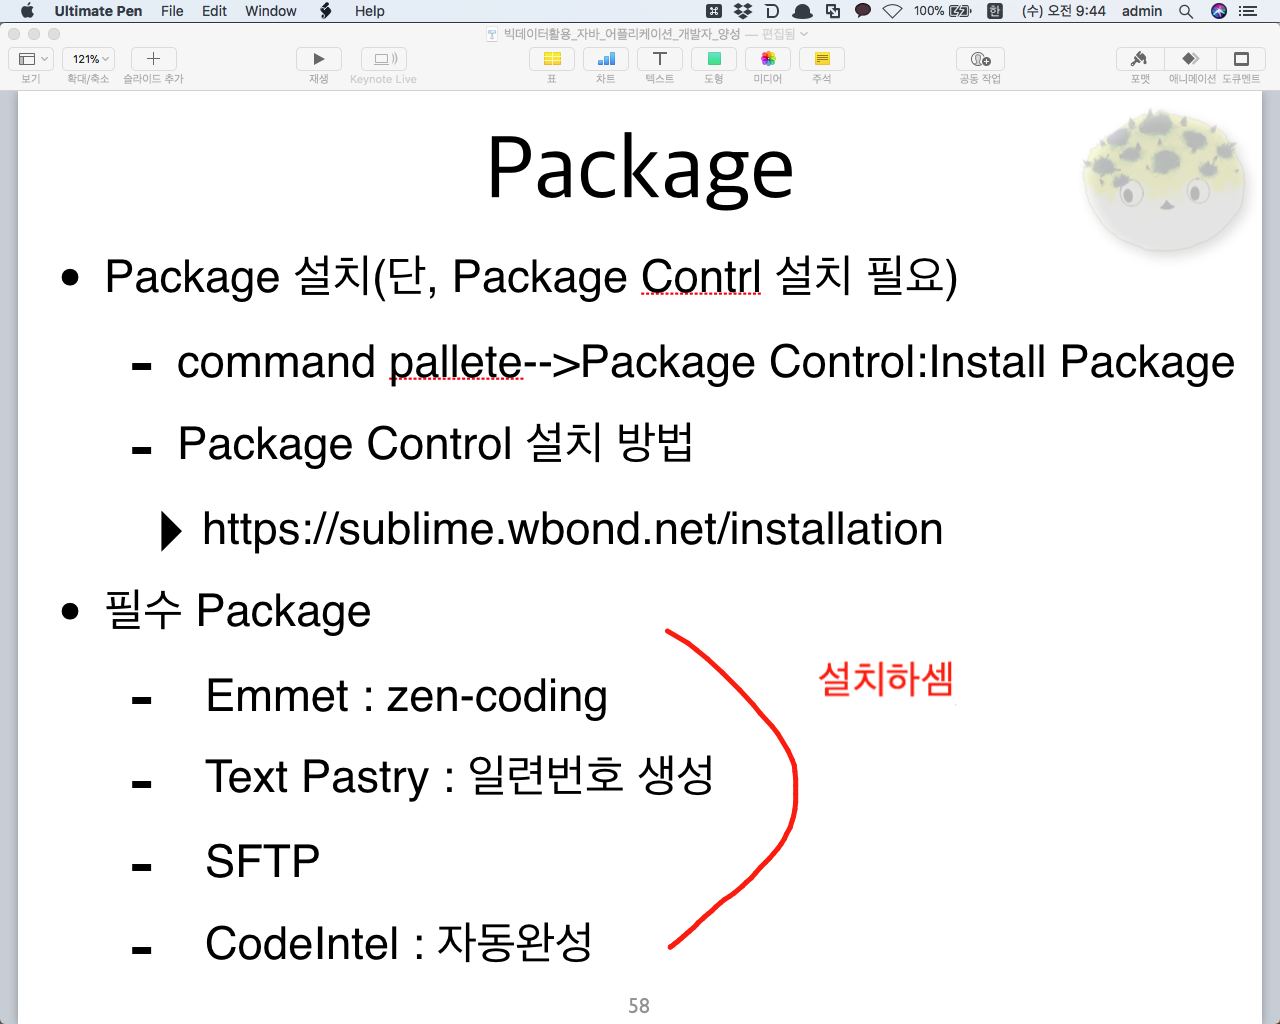 Ultimate Pen File Edit Window Help 100% 한 (수) 오전 9:44 admin
빅데이터활용_자바_어플리케이션_개발자_양성 — 편집됨
121%
보기 확대/축소 슬라이드 추가 재생 Keynote Live 표 차트 텍스트 도형 미디어 주석 공동 작업 포맷 애니메이션 도큐멘트
Package
• Package 설치(단, Package Contrl 설치 필요)
- command pallete-->Package Control:Install Package
- Package Control 설치 방법
▶ https://sublime.wbond.net/installation
• 필수 Package
- Emmet : zen-coding
설치하셈
- Text Pastry : 일련번호 생성
- SFTP
- CodeIntel : 자동완성
58